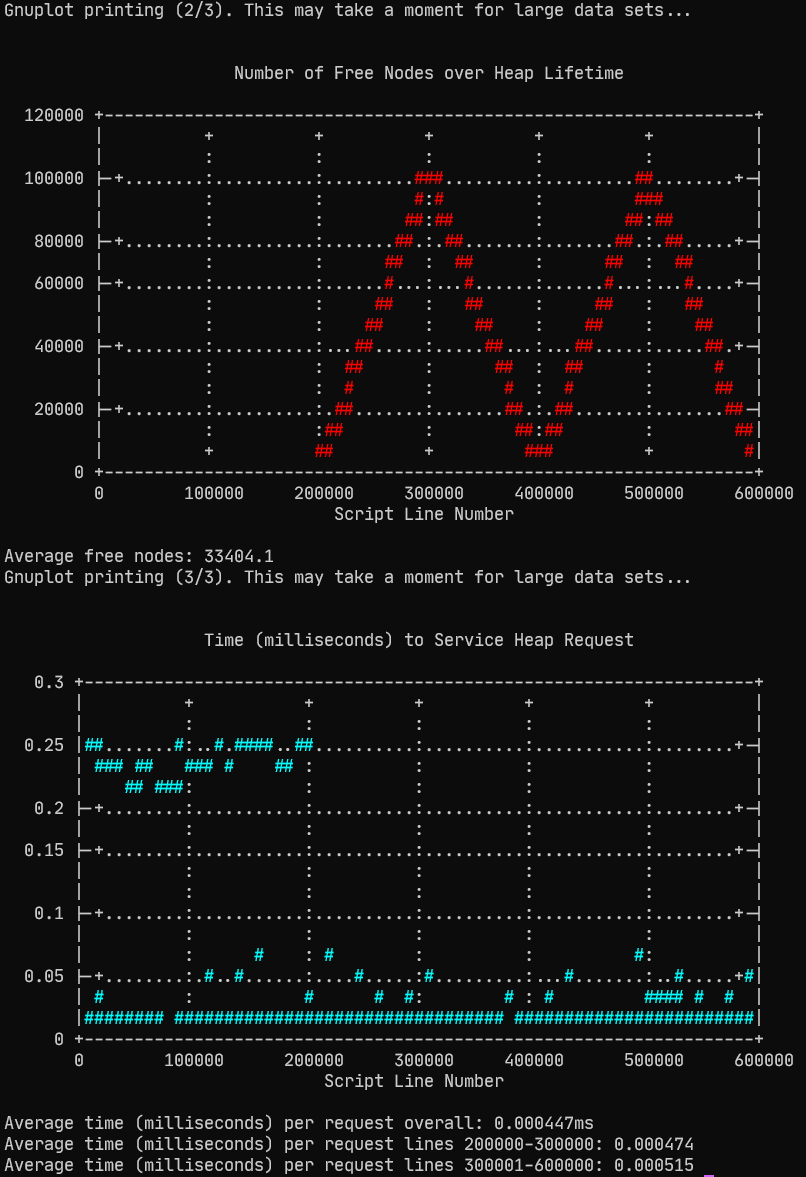 Gnuplot printing (2/3). This may take a moment for large data sets...
Number of Free Nodes over Heap Lifetime
120000
100000
80000
60000
40000
20000
0
0 100000 200000 300000 400000 500000 600000
Script Line Number
Average free nodes: 33404.1
Gnuplot printing (3/3). This may take a moment for large data sets...
Time (milliseconds) to Service Heap Request
0.3
0.25
0.2
0.15
0.1
0.05
0
0 100000 200000 300000 400000 500000 600000
Script Line Number
Average time (milliseconds) per request overall: 0.000447ms
Average time (milliseconds) per request lines 200000-300000: 0.000474
Average time (milliseconds) per request lines 300001-600000: 0.000515